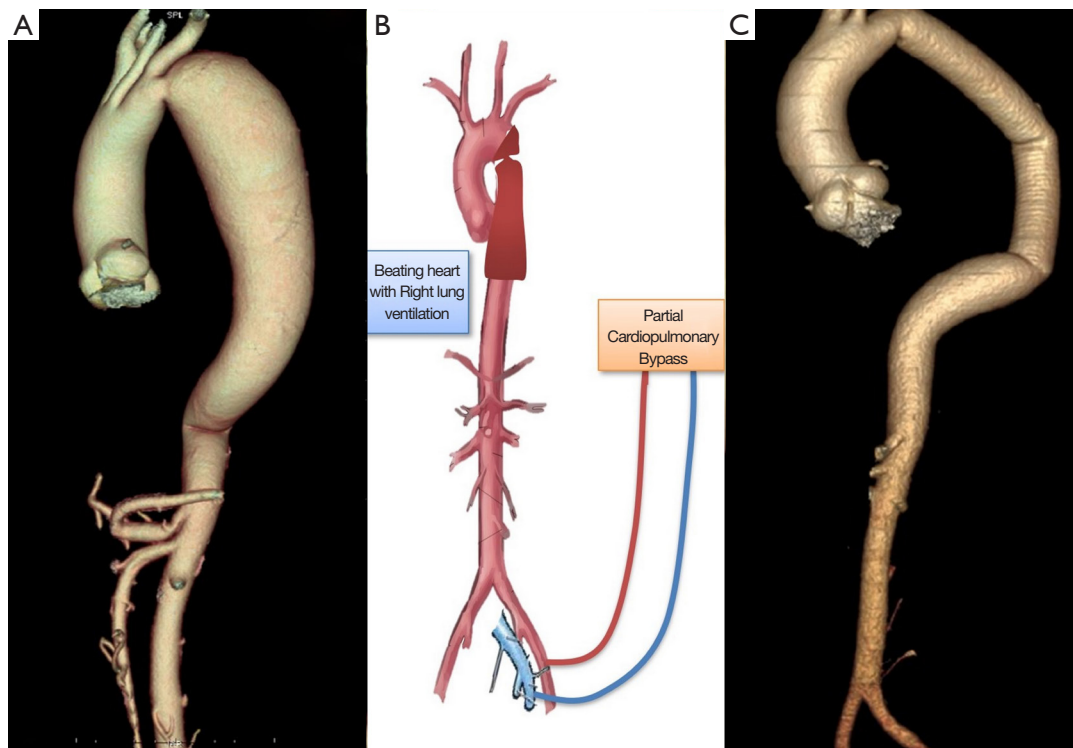 A
SPL
B
C
Beating heart
with Right lung
ventilation
Partial
Cardiopulmonary
Bypass